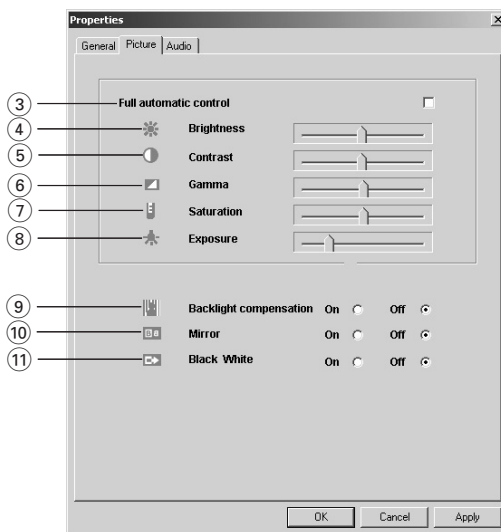 Properties
General Picture Audio
3 Full automatic control
4 Brightness
5 Contrast
6 Gamma
7 Saturation
8 Exposure
9 Backlight compensation On Off
10 Mirror On Off
11 Black White On Off
OK Cancel Apply